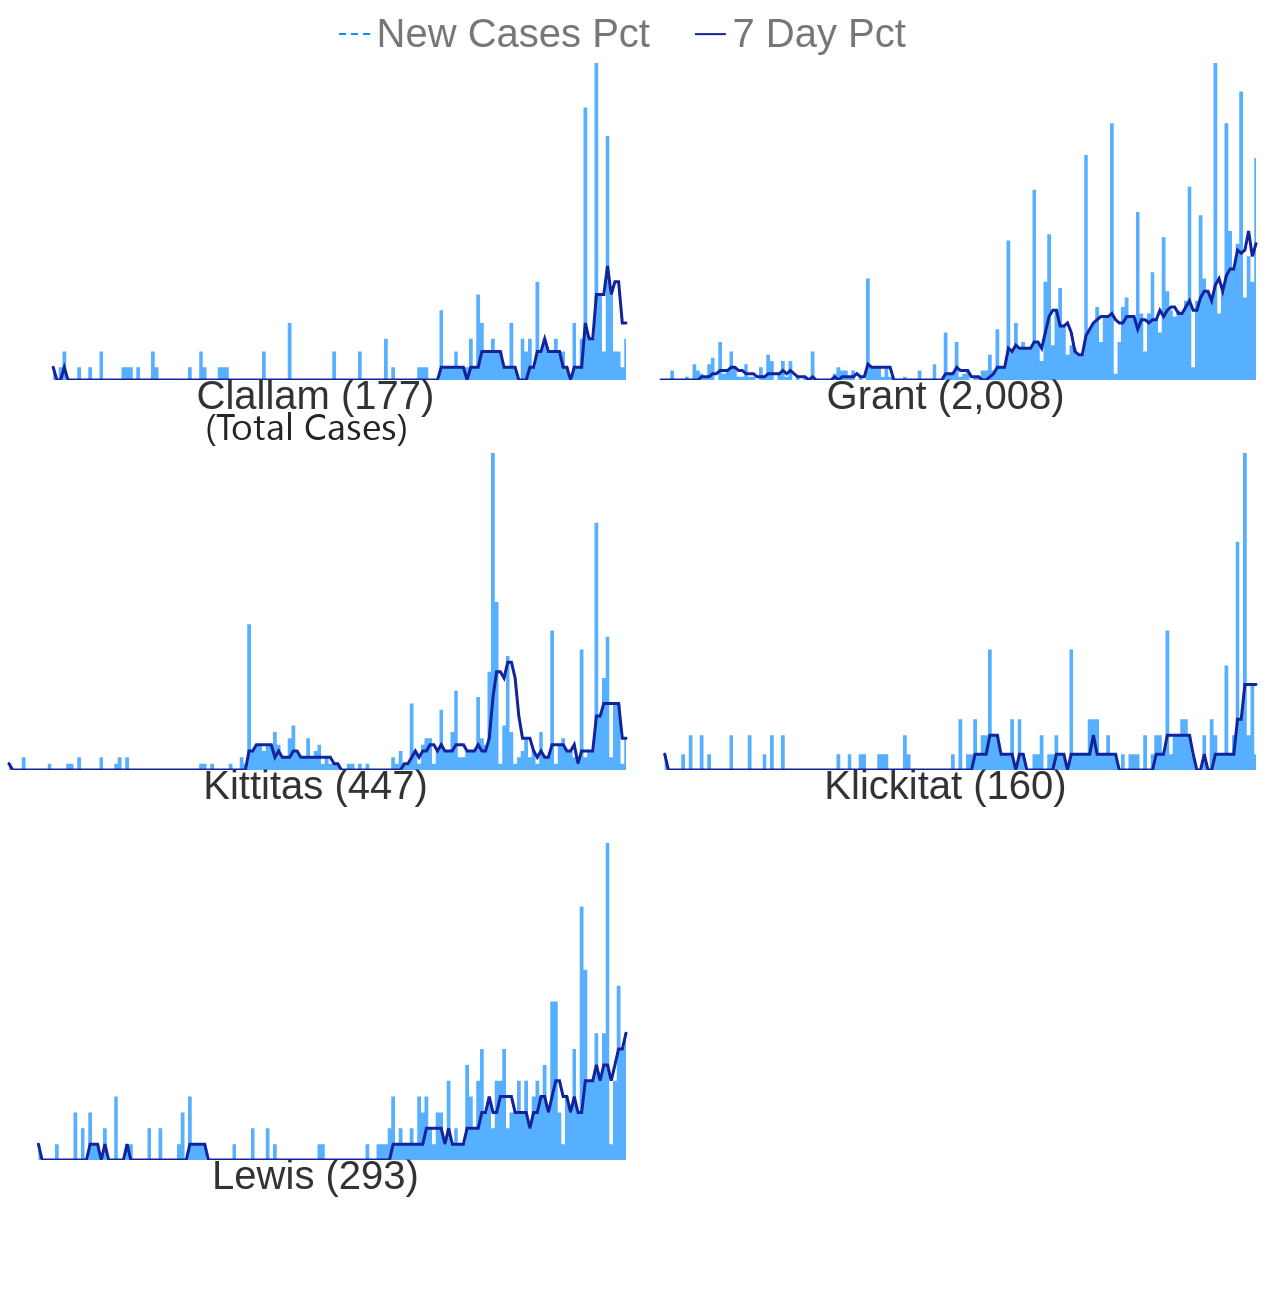 New Cases Pct 7 Day Pct
Clallam (177)
(Total Cases)
Grant (2,008)
Kittitas (447)
Klickitat (160)
Lewis (293)